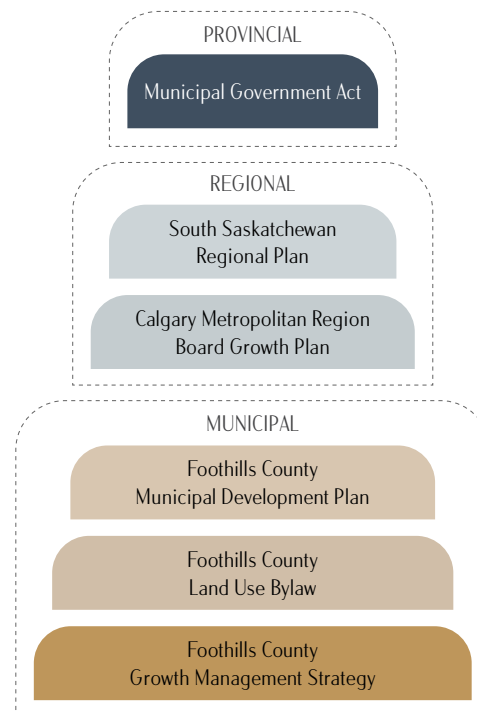 PROVINCIAL
Municipal Government Act
REGIONAL
South Saskatchewan
Regional Plan
Calgary Metropolitan Region
Board Growth Plan
MUNICIPAL
Foothills County
Municipal Development Plan
Foothills County
Land Use Bylaw
Foothills County
Growth Management Strategy